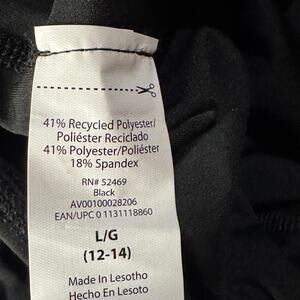 41% Recycled Polyester/
Poliéster Reciclado
41% Polyester/Poliéster
18% Spandex
RN# 52469
Black
AV00100028206
EAN/UPC 0 1131118860
L/G
(12-14)
Made In Lesotho
Hecho En Lesoto